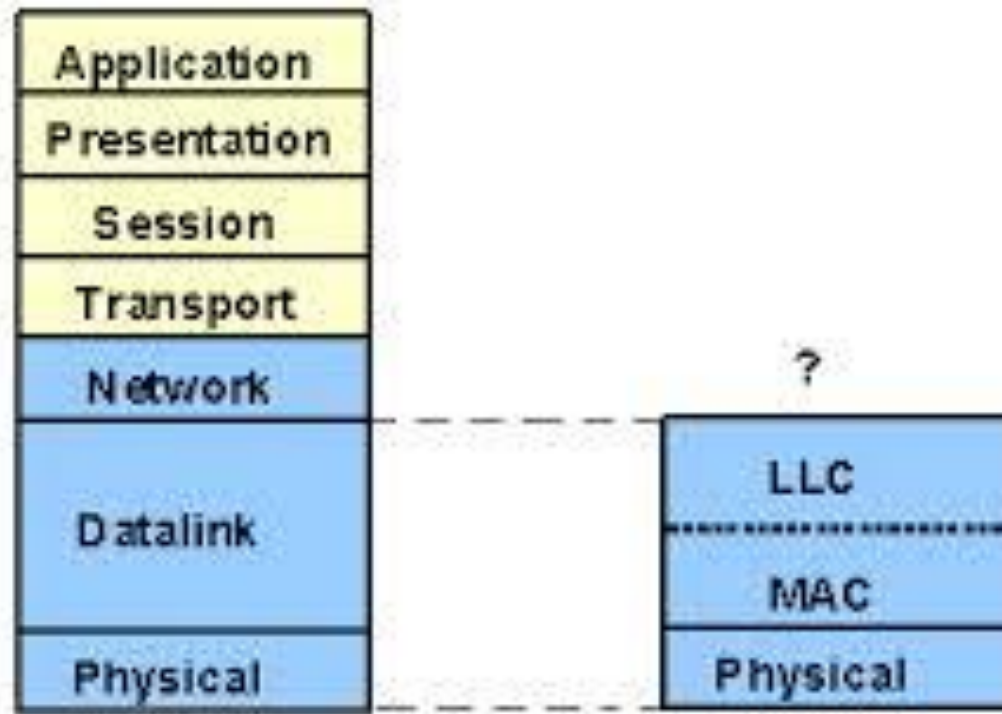 Application
Presentation
Session
Transport
Network
Datalink
Physical
?
LLC
MAC
Physical